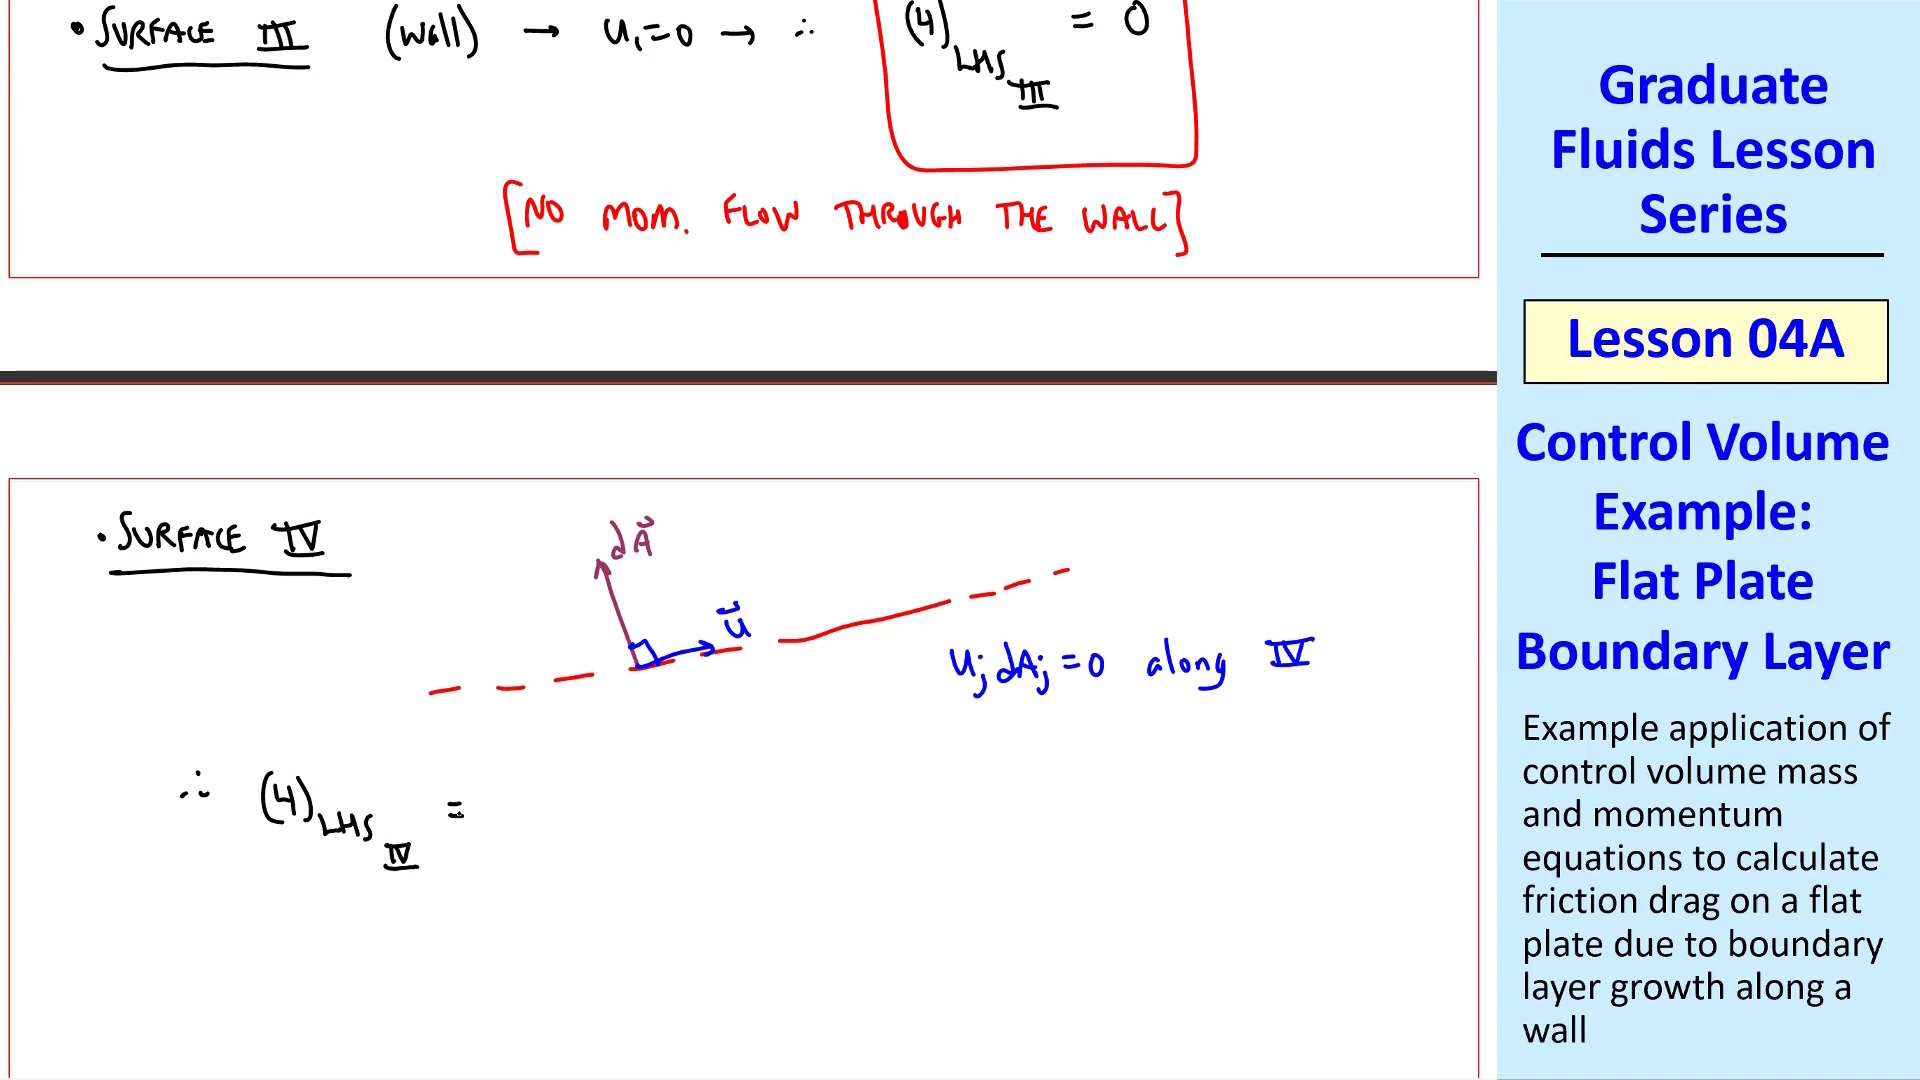 • SURFACE III (wall) → uᵢ=0 → ∴ (4)LHS III = 0
[NO MOM. FLOW THROUGH THE WALL]
• SURFACE IV
dA⃗
u⃗
uⱼdAⱼ=0 along IV
∴ (4)LHS IV =
Graduate
Fluids Lesson
Series
Lesson 04A
Control Volume
Example:
Flat Plate
Boundary Layer
Example application of
control volume mass
and momentum
equations to calculate
friction drag on a flat
plate due to boundary
layer growth along a
wall